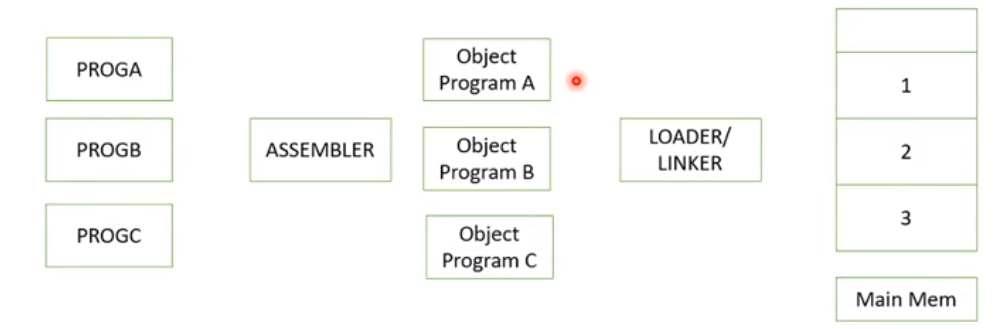 PROGA
PROGB
PROGC
ASSEMBLER
Object
Program A
Object
Program B
Object
Program C
LOADER/
LINKER
1
2
3
Main Mem